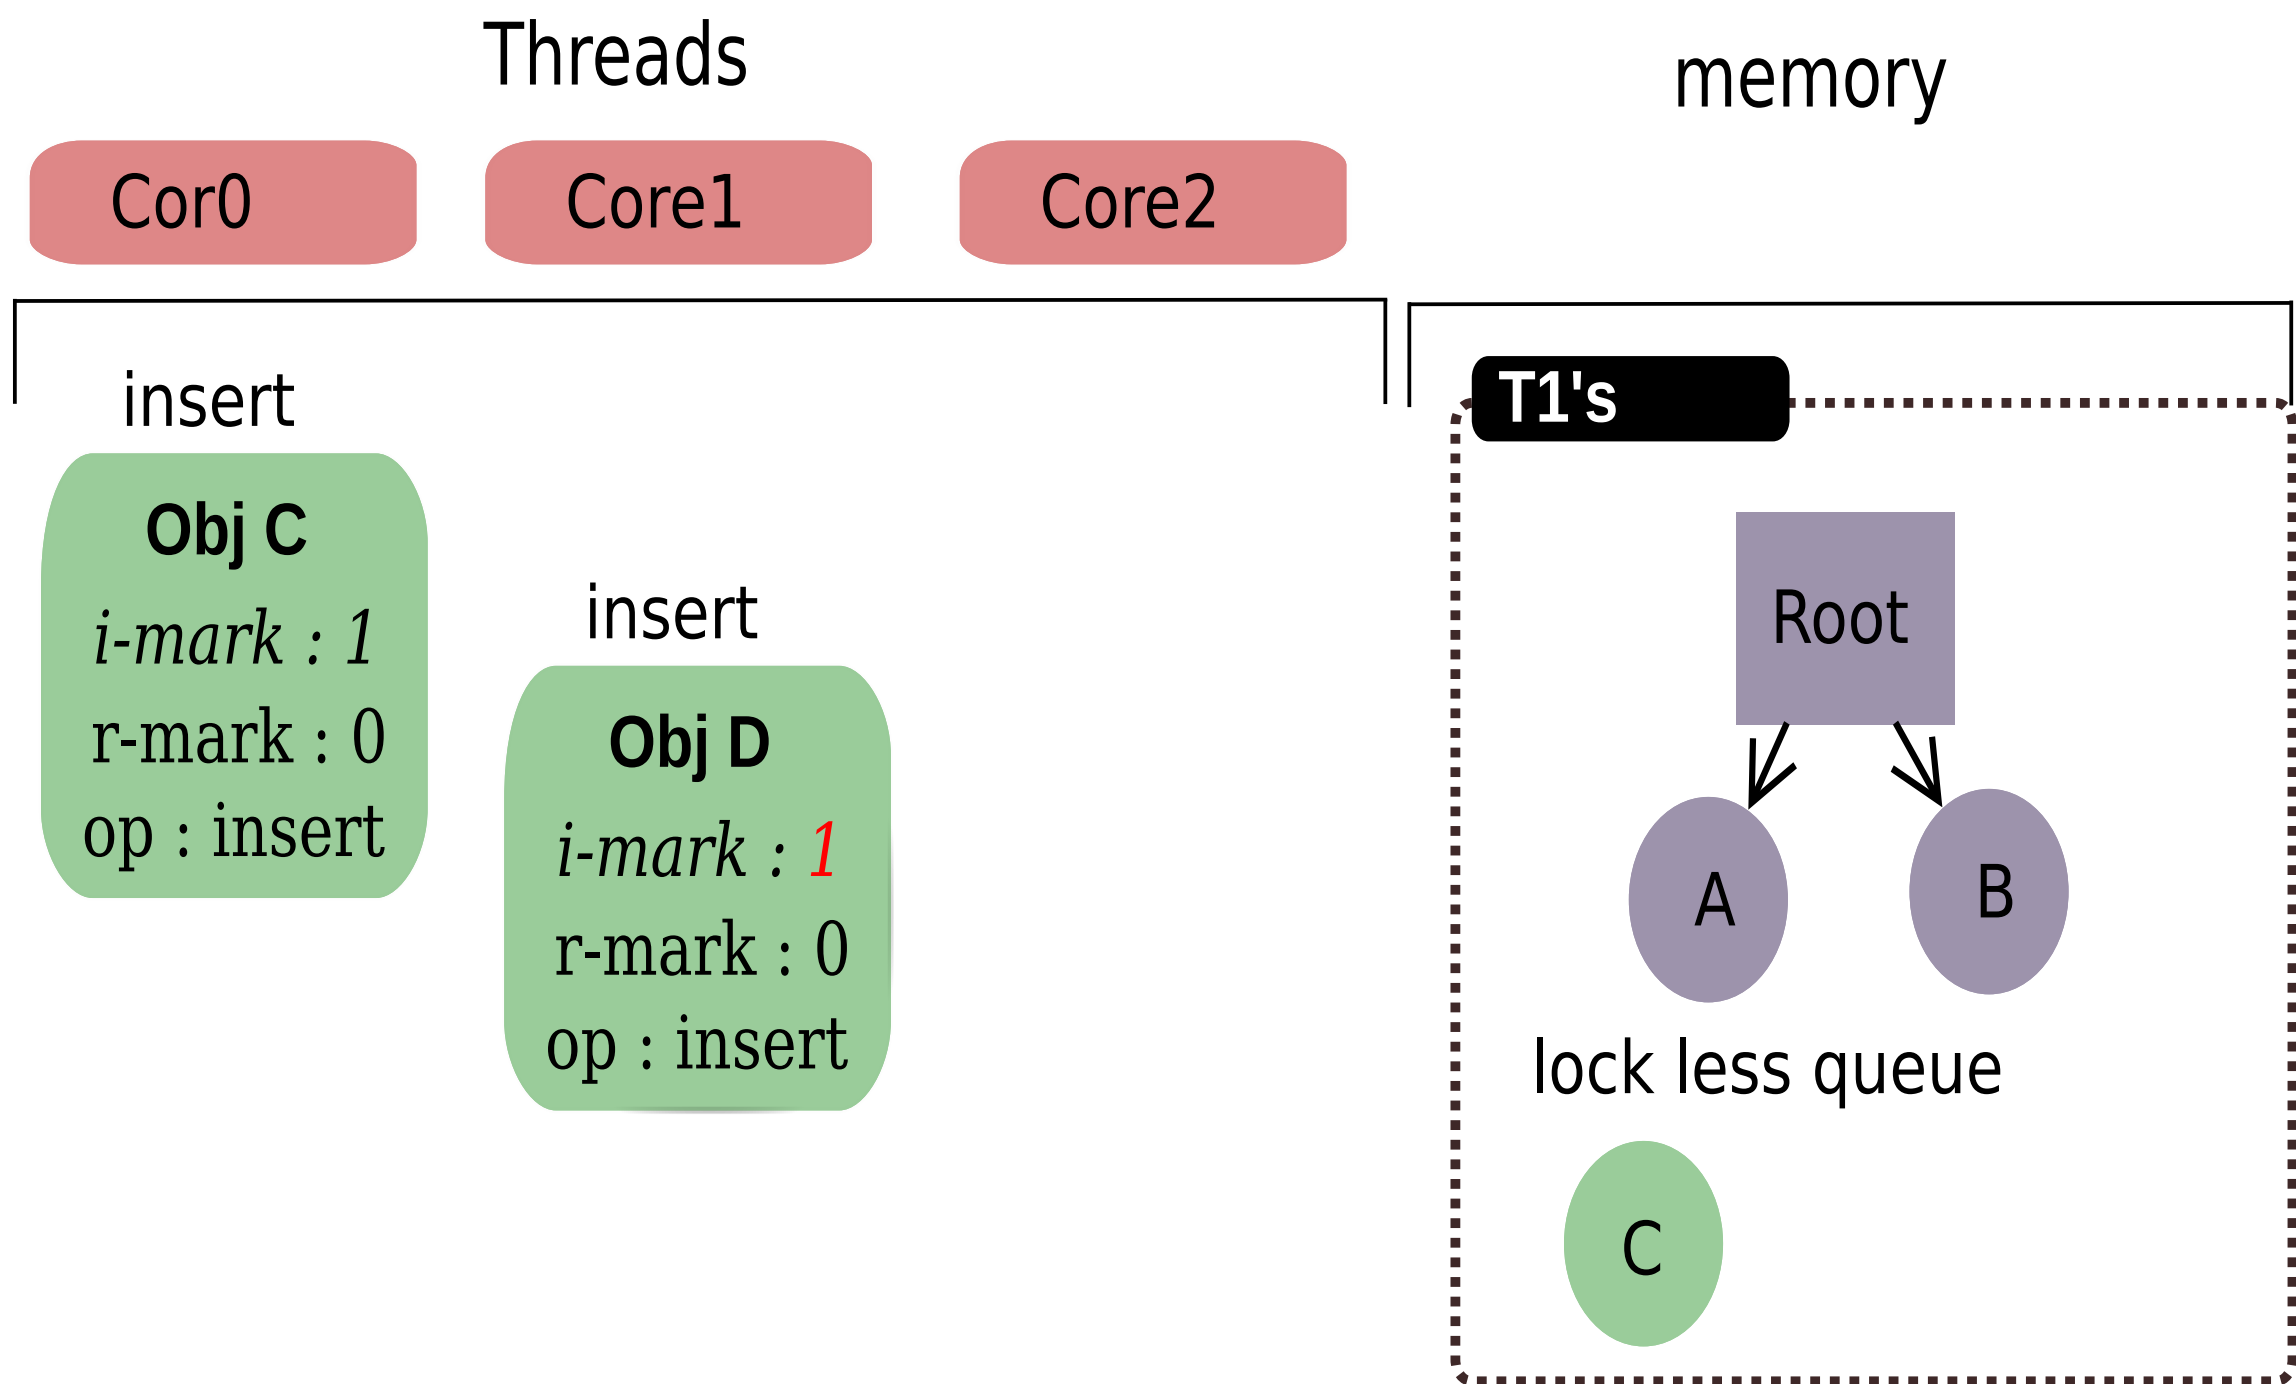 Threads
memory
Cor0
Core1
Core2
insert
Obj C
i-mark : 1
r-mark : 0
op : insert
insert
Obj D
i-mark : 1
r-mark : 0
op : insert
T1's
Root
A
B
lock less queue
C